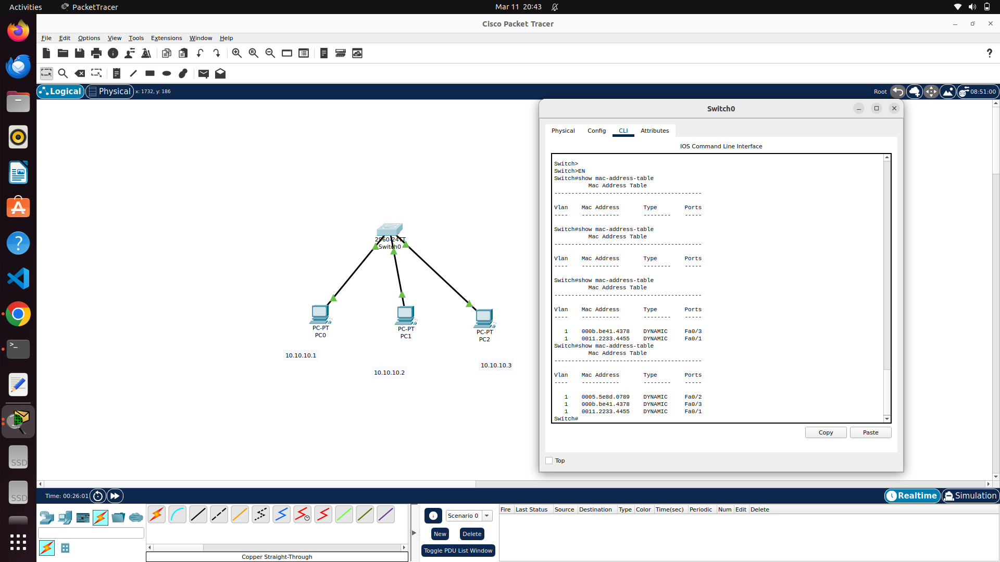 Activities PacketTracer Mar 11 20:43
Cisco Packet Tracer
File Edit Options View Tools Extensions Window Help
?
Logical Physical x: 1732, y: 186 Root 08:51:00
Switch0
Physical Config CLI Attributes
IOS Command Line Interface
Switch>
Switch>EN
Switch#show mac-address-table
Mac Address Table
-------------------------------------------
Vlan Mac Address Type Ports
---- ----------- -------- -----
Switch#show mac-address-table
Mac Address Table
-------------------------------------------
Vlan Mac Address Type Ports
---- ----------- -------- -----
Switch#show mac-address-table
Mac Address Table
-------------------------------------------
Vlan Mac Address Type Ports
---- ----------- -------- -----
1 000b.be41.4378 DYNAMIC Fa0/3
1 0011.2233.4455 DYNAMIC Fa0/1
Switch#show mac-address-table
Mac Address Table
-------------------------------------------
Vlan Mac Address Type Ports
---- ----------- -------- -----
1 0005.5e8d.0789 DYNAMIC Fa0/2
1 000b.be41.4378 DYNAMIC Fa0/3
1 0011.2233.4455 DYNAMIC Fa0/1
Switch#
Copy Paste
Top
2960-24TT
Switch0
PC-PT
PC0
PC-PT
PC1
PC-PT
PC2
10.10.10.1
10.10.10.2
10.10.10.3
SSD
SSD
Time: 00:26:01 Realtime Simulation
Scenario 0
New Delete
Toggle PDU List Window
Fire Last Status Source Destination Type Color Time(sec) Periodic Num Edit Delete
Copper Straight-Through